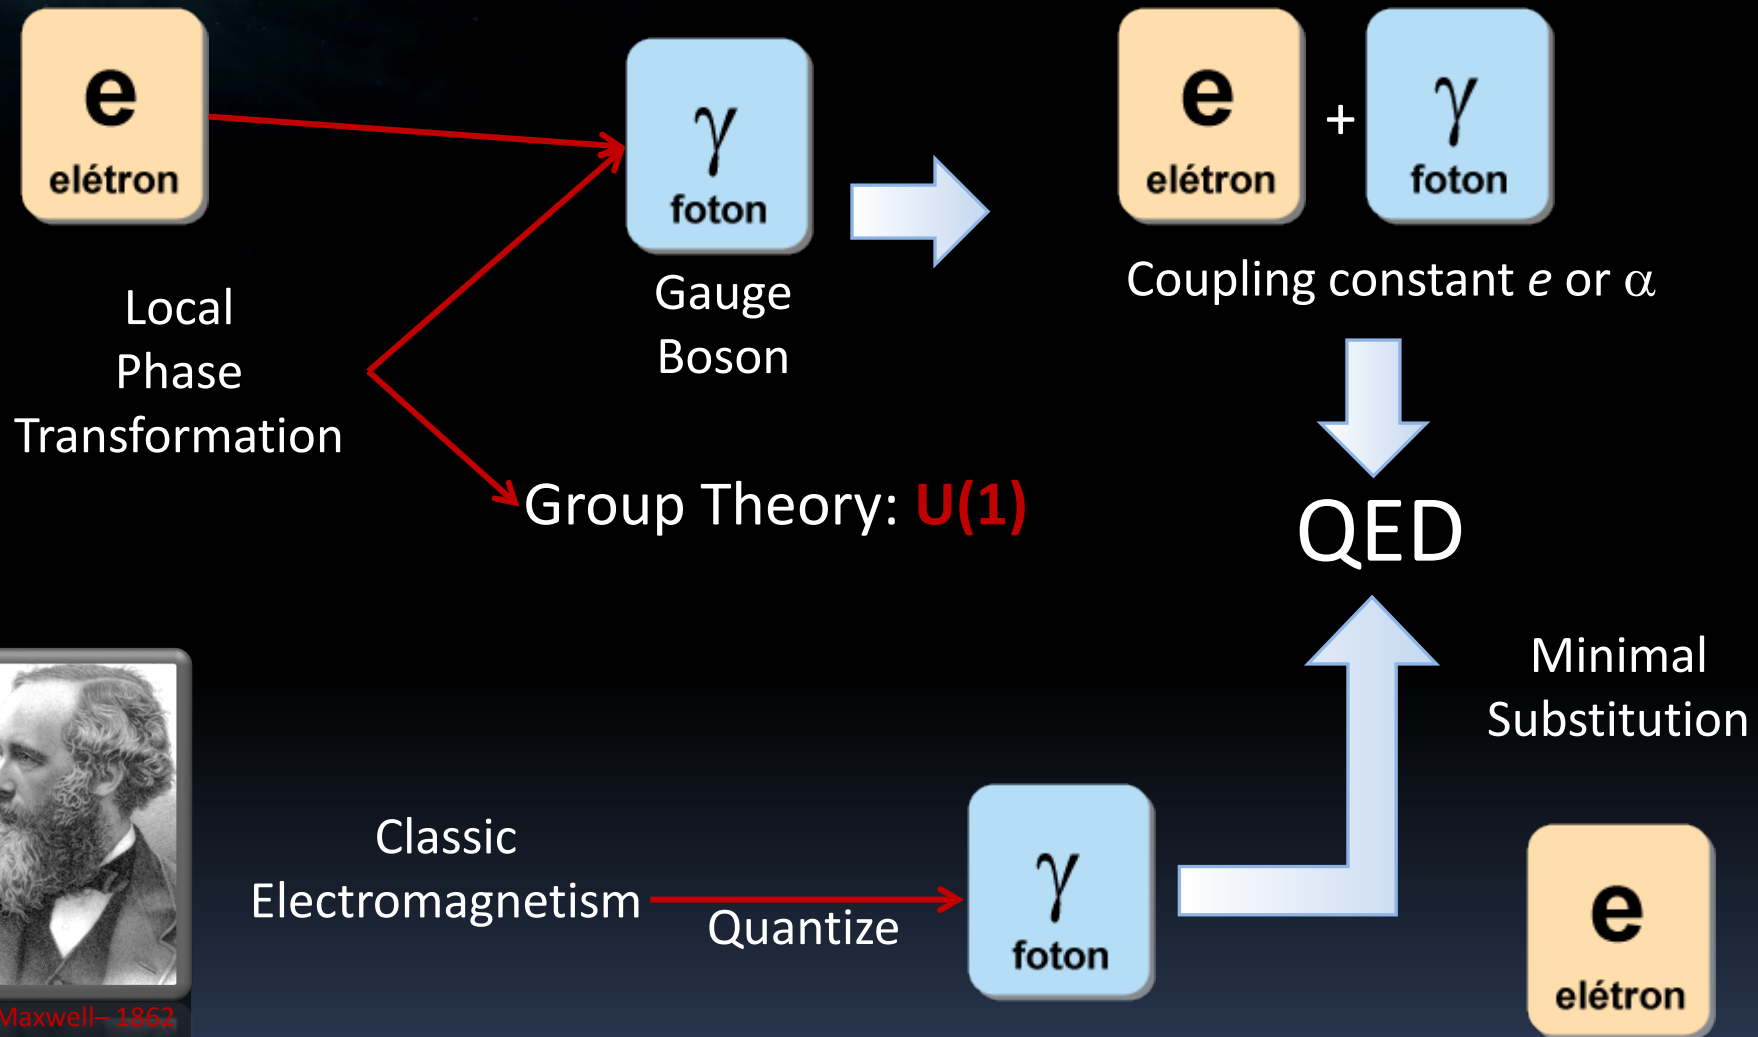 e
elétron
γ
foton
e
elétron
+
γ
foton
Gauge
Boson
Coupling constant e or α
Local
Phase
Transformation
Group Theory: U(1)
QED
Minimal
Substitution
Classic
Electromagnetism
Quantize
γ
foton
e
elétron
Maxwell– 1862